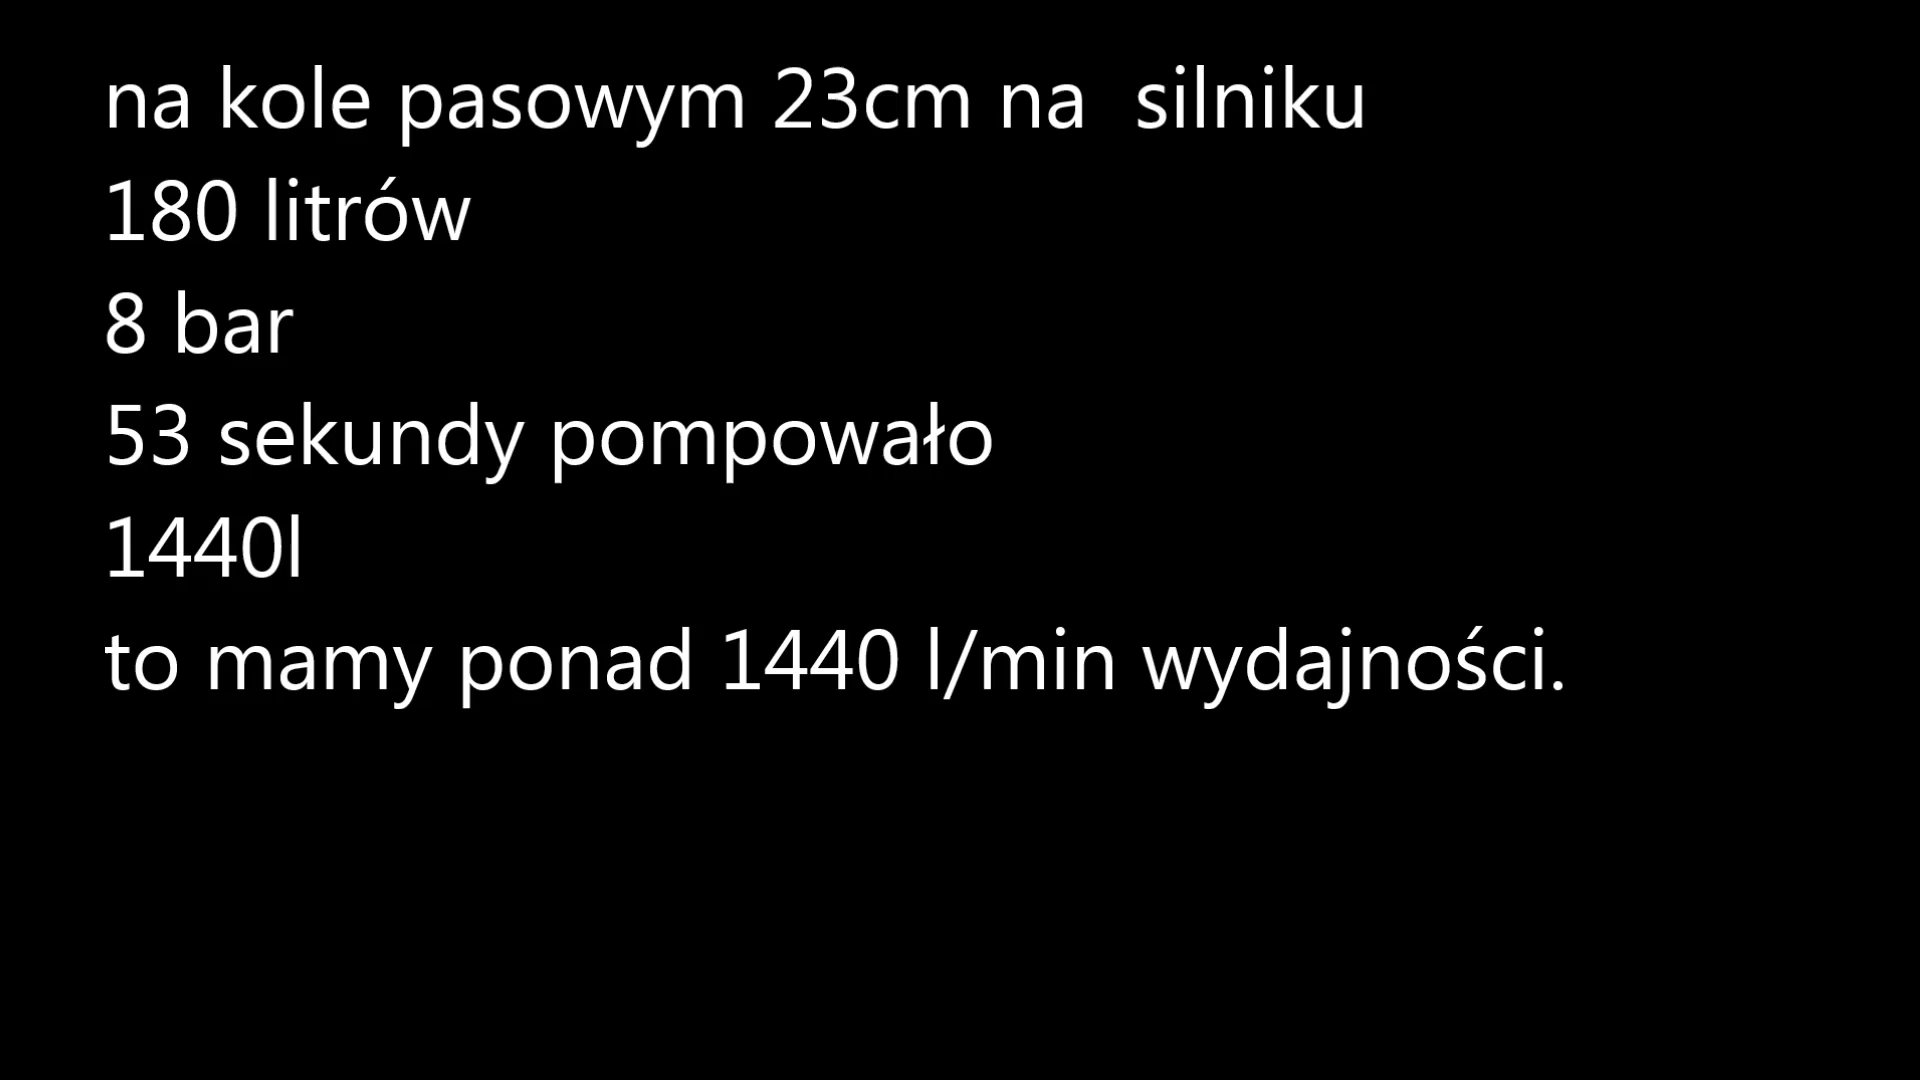 na kole pasowym 23cm na  silniku
180 litrów
8 bar
53 sekundy pompowało
1440l
to mamy ponad 1440 l/min wydajności.